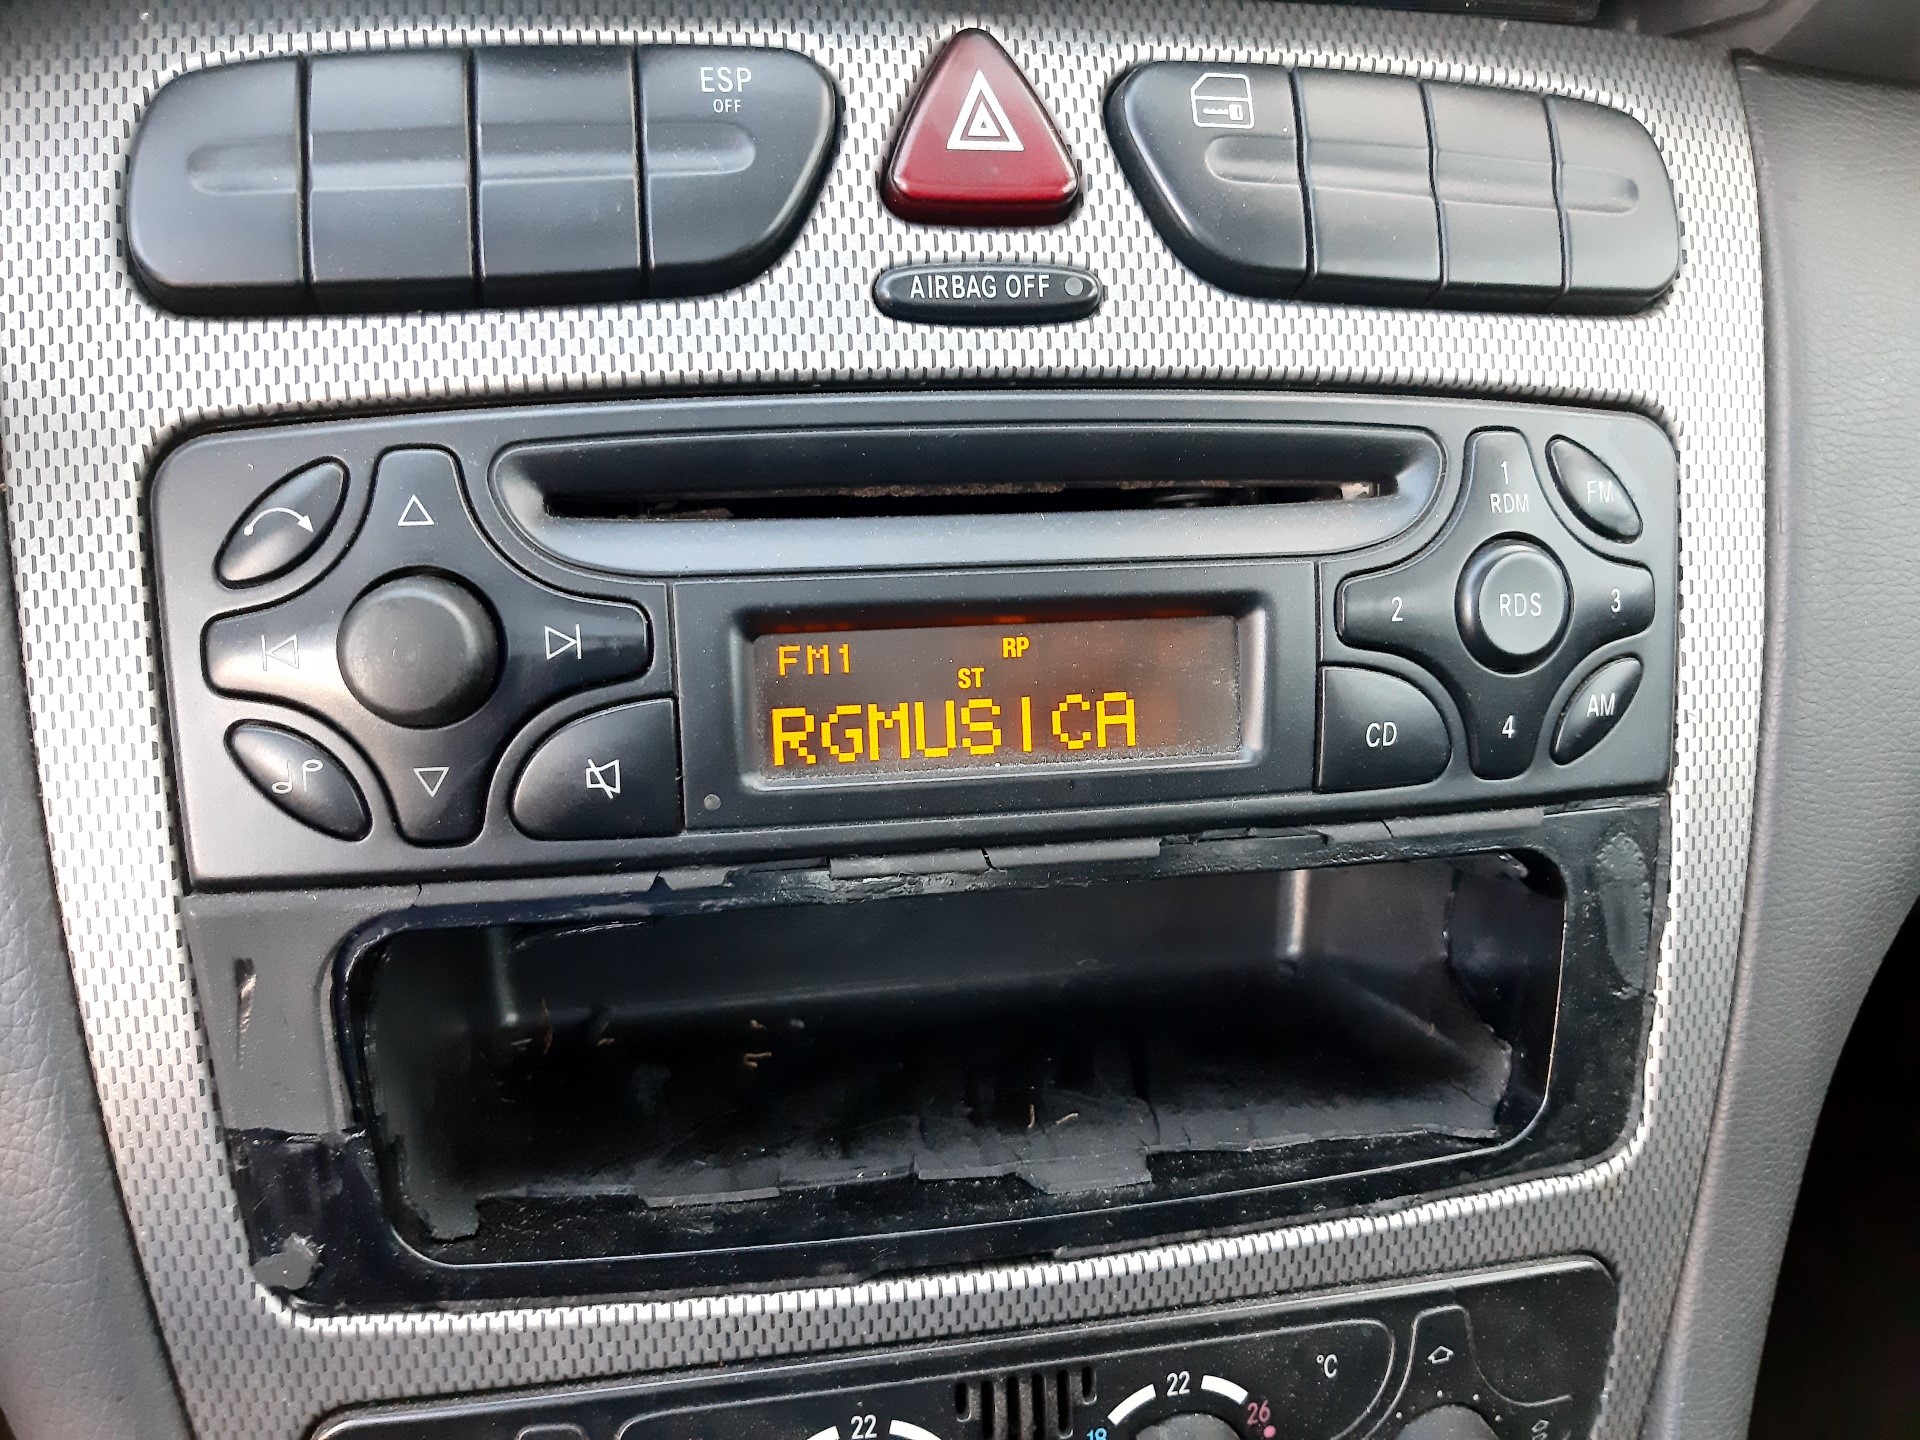 ESP
OFF
AIRBAG OFF
1
RDM
FM
2
RDS
3
FM1
RP
ST
RGMUSICA
CD
4
AM
22
22
°C
18
26